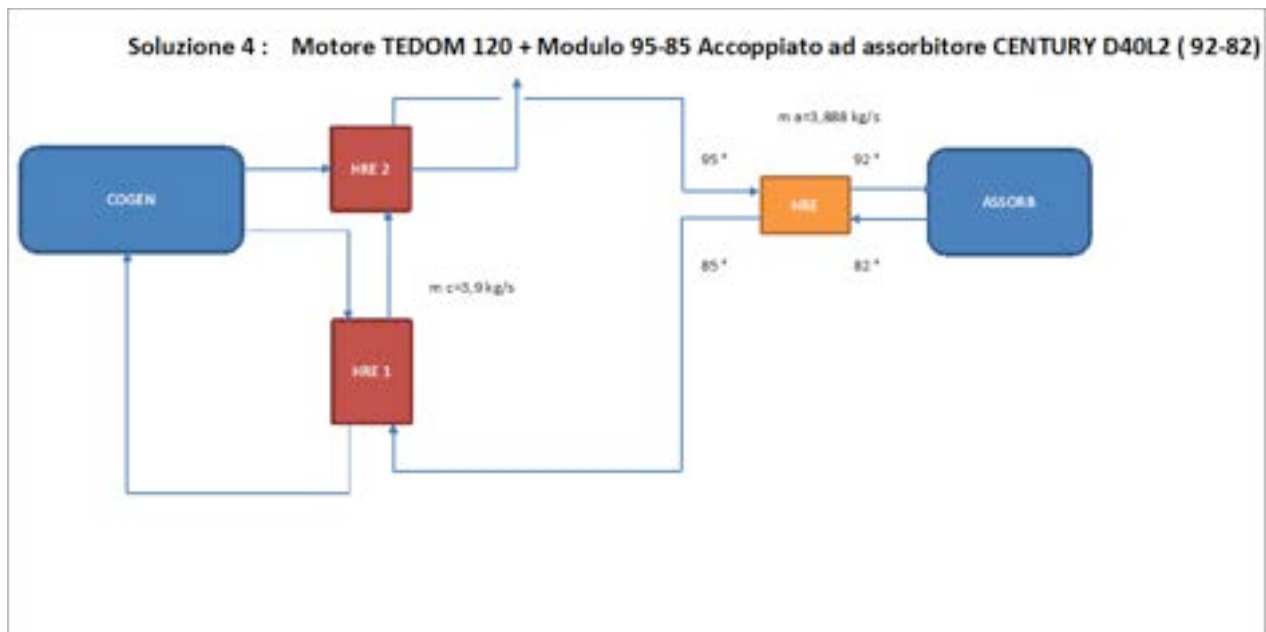 Soluzione 4 : Motore TEDOM 120 + Modulo 95-85 Accoppiato ad assorbitore CENTURY D40L2 ( 92-82)
m a=3,888 kg/s
HRE 2
95 °
92 °
COGEN
HRE
ASSORB
85 °
82 °
m c=3,9 kg/s
HRE 1